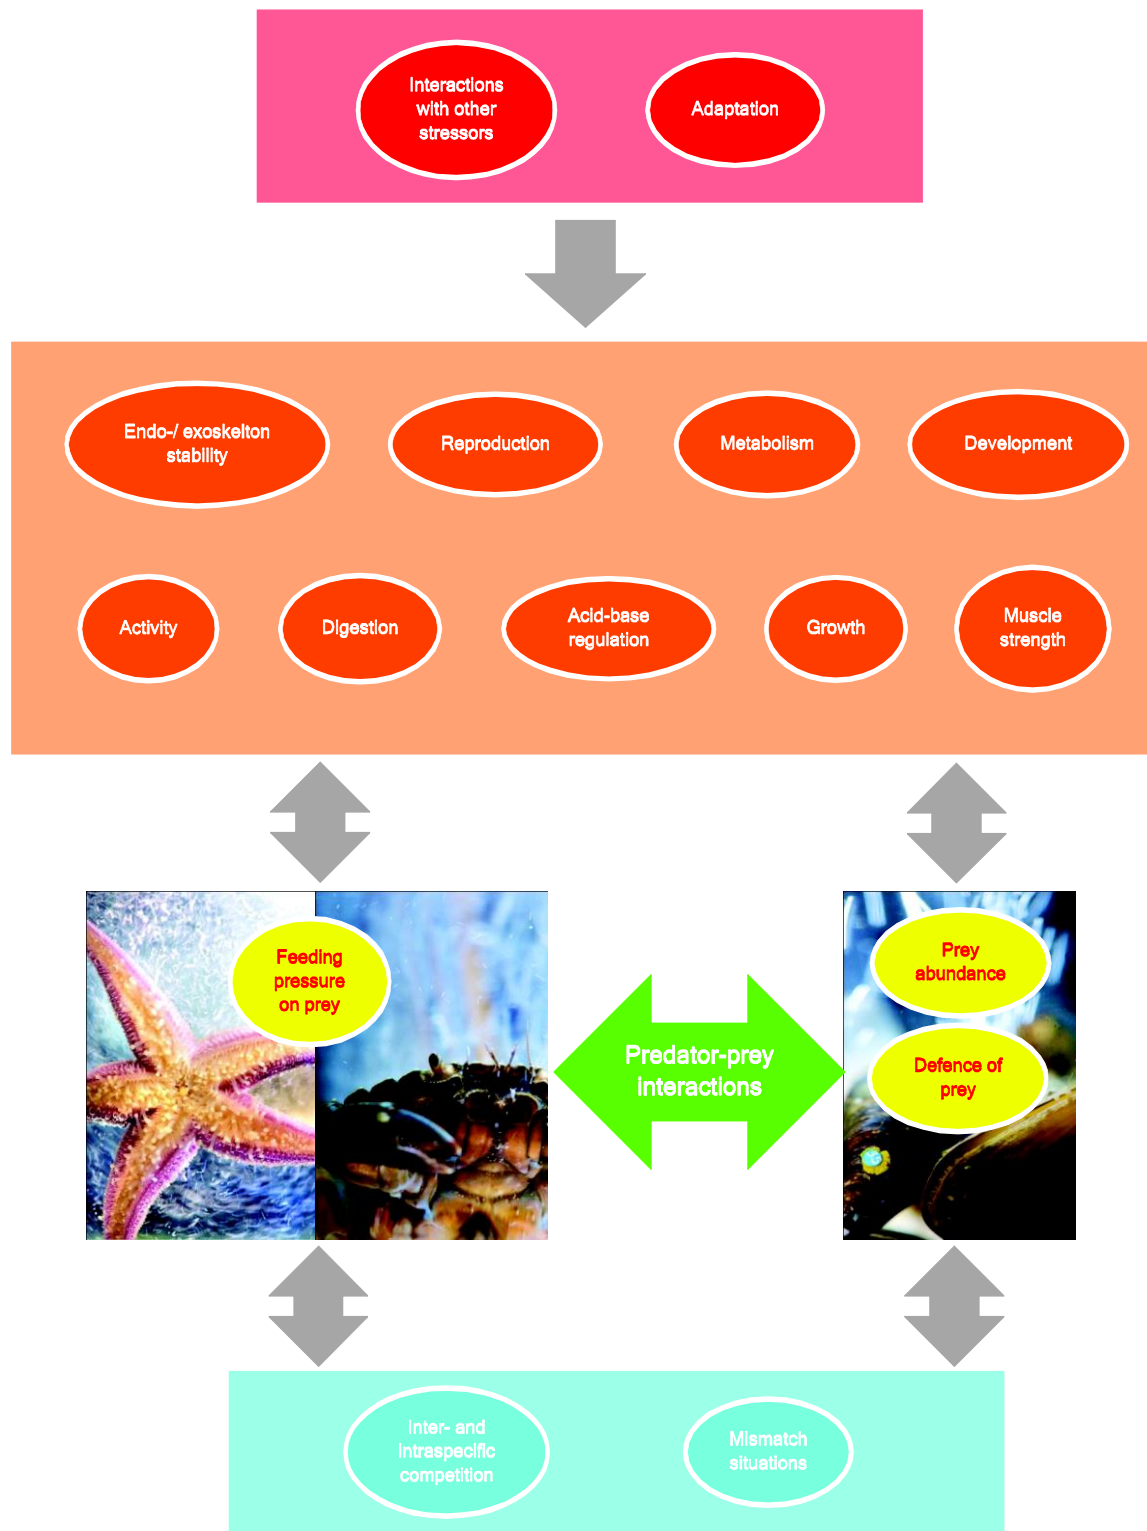 Interactions
with other
stressors
Adaptation
Endo-/ exoskelton
stability
Reproduction
Metabolism
Development
Activity
Digestion
Acid-base
regulation
Growth
Muscle
strength
Feeding
pressure
on prey
Predator-prey
interactions
Prey
abundance
Defence of
prey
Inter- and
intraspecific
competition
Mismatch
situations